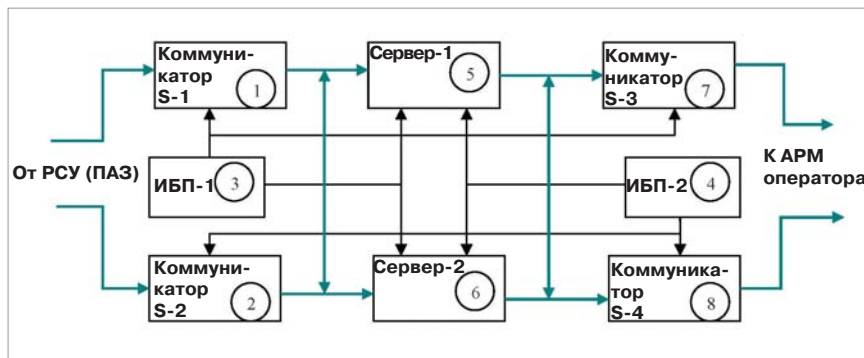 Коммуни-
катор
S-1
1
Сервер-1
5
Комму-
никатор
S-3
7
От РСУ (ПАЗ)
ИБП-1
3
ИБП-2
4
К АРМ
оператора
Коммуни-
катор
S-2
2
Сервер-2
6
Коммуника-
тор
S-4
8